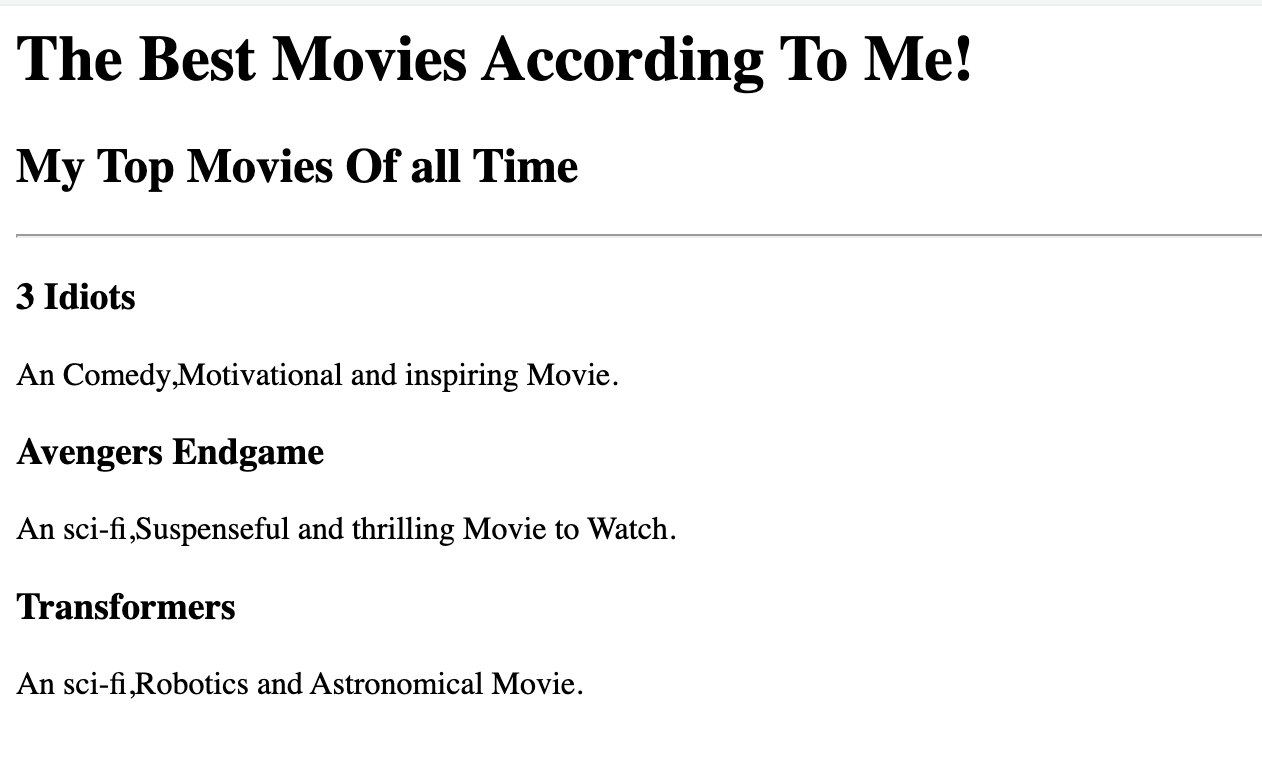 The Best Movies According To Me!
My Top Movies Of all Time
3 Idiots
An Comedy,Motivational and inspiring Movie.
Avengers Endgame
An sci-fi,Suspenseful and thrilling Movie to Watch.
Transformers
An sci-fi,Robotics and Astronomical Movie.